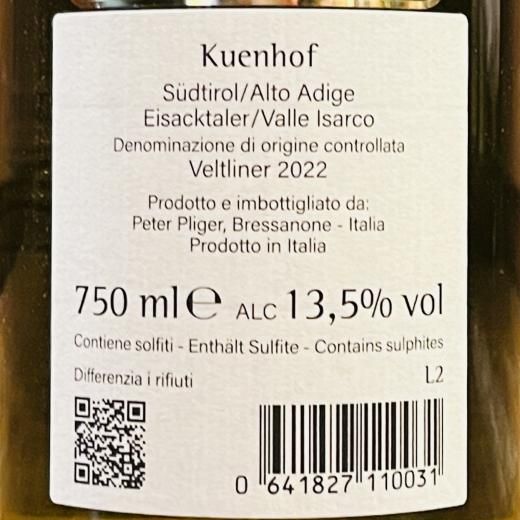 Kuenhof
Südtirol/Alto Adige
Eisacktaler/Valle Isarco
Denominazione di origine controllata
Veltliner 2022
Prodotto e imbottigliato da:
Peter Pliger, Bressanone - Italia
Prodotto in Italia
750 ml ℮ ALC 13,5% vol
Contiene solfiti - Enthält Sulfite - Contains sulphites
Differenzia i rifiuti L2
0 641827 110031